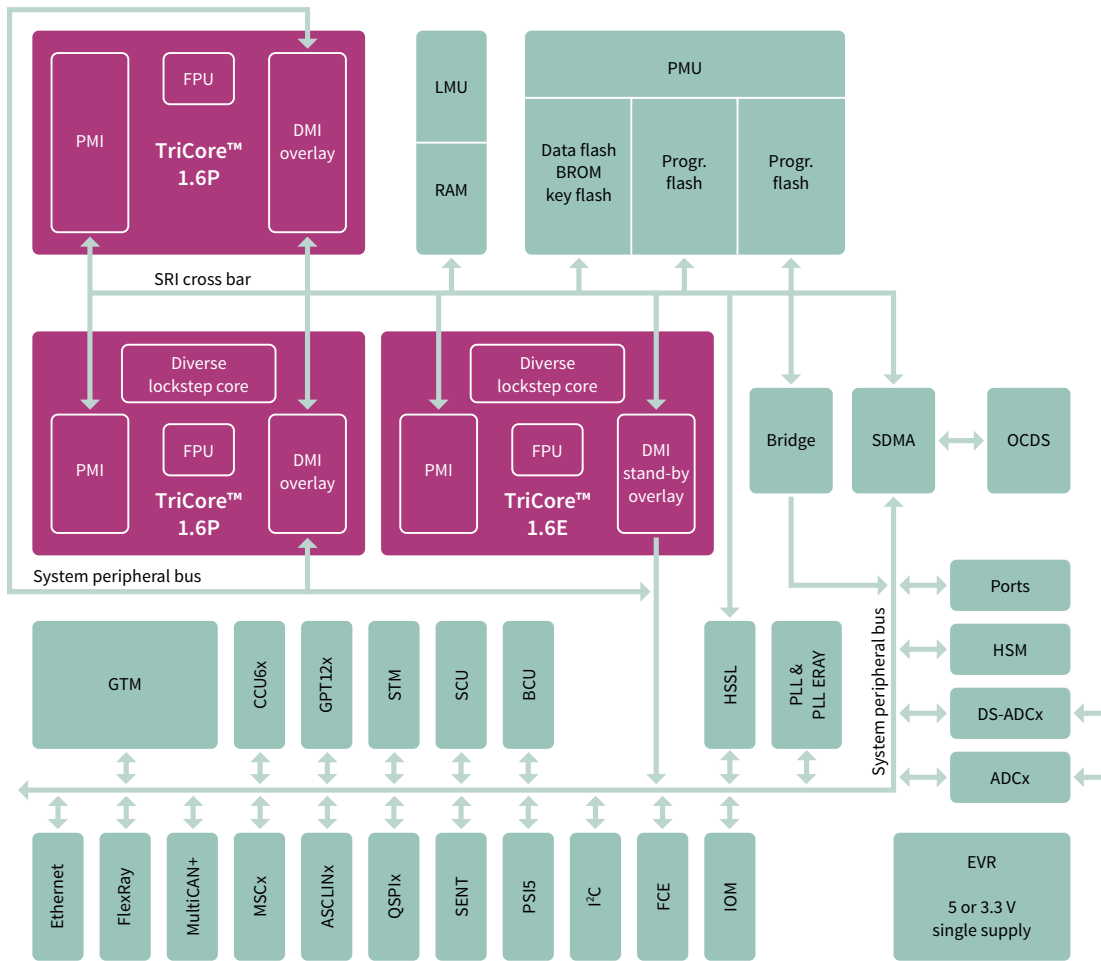 PMI
FPU
TriCore™
1.6P
DMI
overlay
LMU
RAM
PMU
Data flash
BROM
key flash
Progr.
flash
Progr.
flash
SRI cross bar
Diverse
lockstep core
PMI
FPU
TriCore™
1.6P
DMI
overlay
Diverse
lockstep core
PMI
FPU
TriCore™
1.6E
DMI
stand-by
overlay
Bridge
SDMA
OCDS
System peripheral bus
System peripheral bus
Ports
HSM
DS-ADCx
ADCx
GTM
CCU6x
GPT12x
STM
SCU
BCU
HSSL
PLL &
PLL ERAY
Ethernet
FlexRay
MultiCAN+
MSCx
ASCLINx
QSPIx
SENT
PSI5
I²C
FCE
IOM
EVR
5 or 3.3 V
single supply